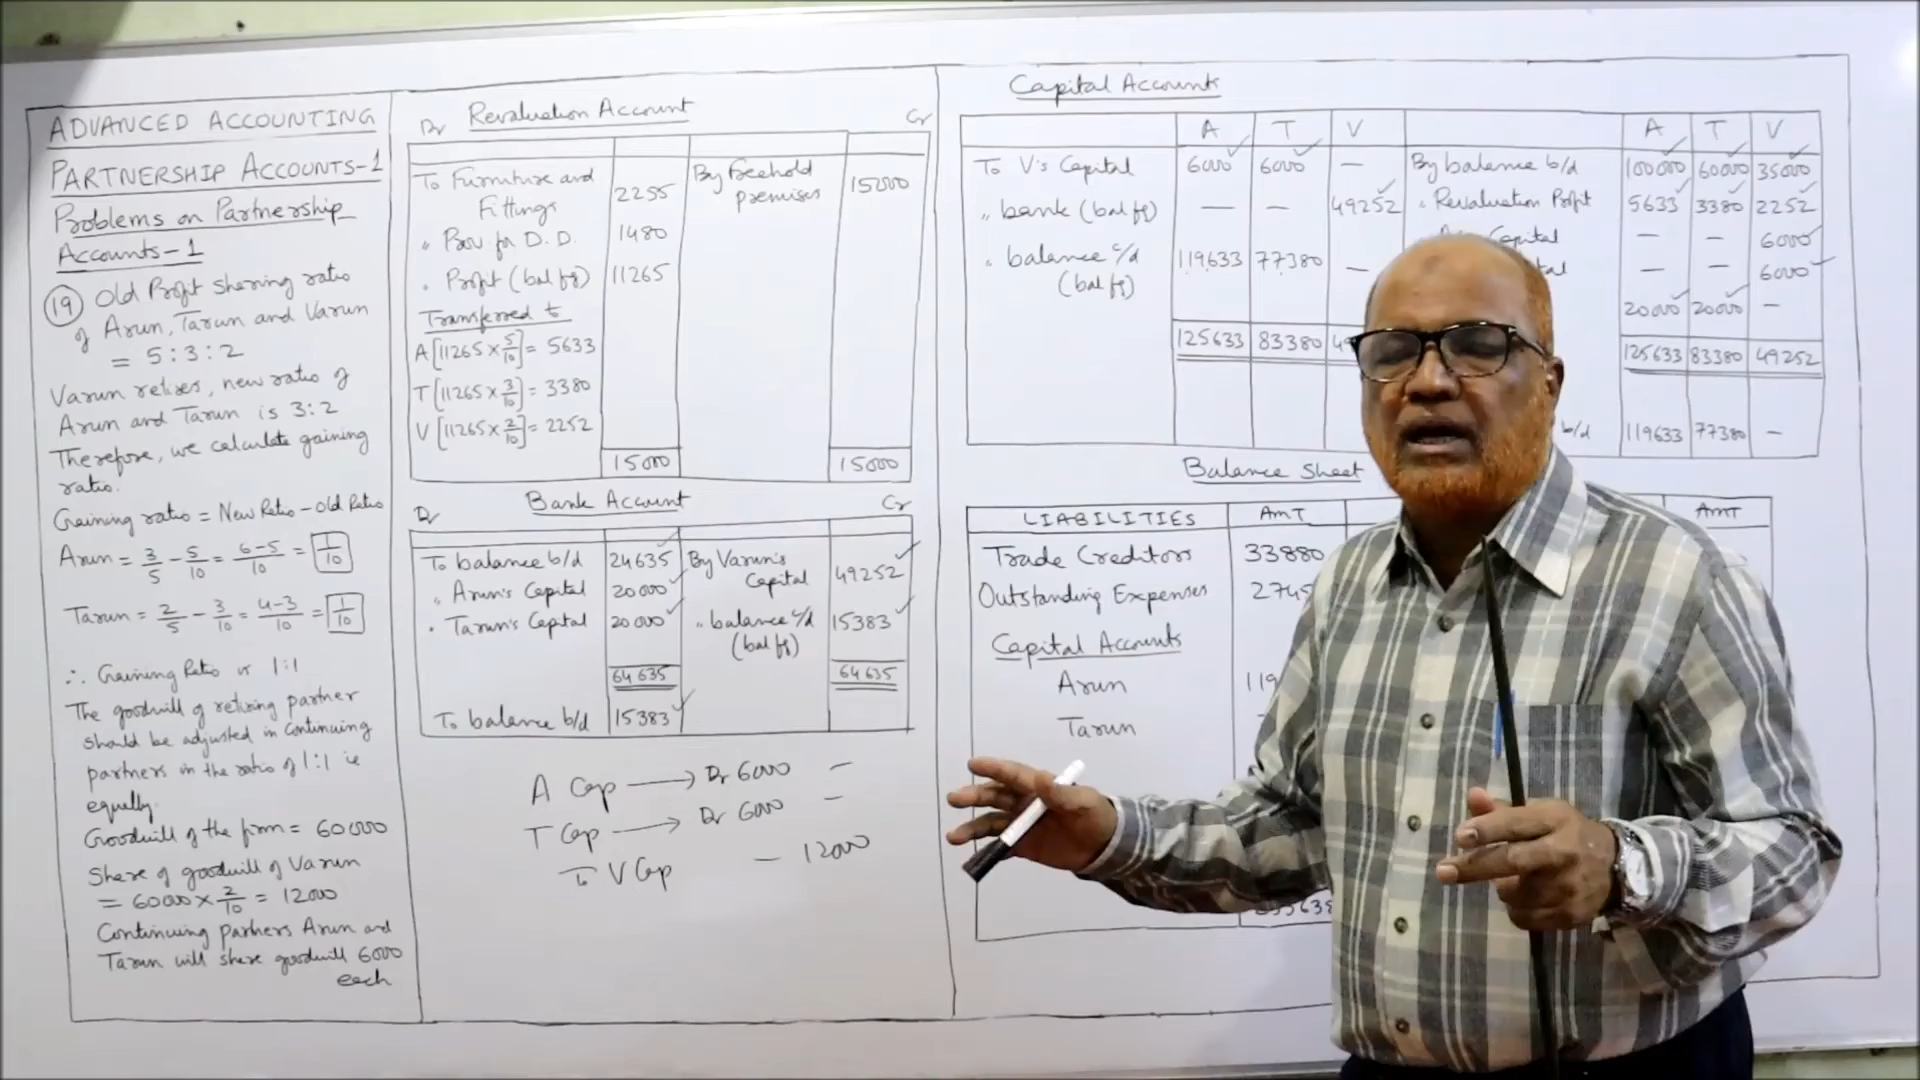 ADVANCED ACCOUNTING
PARTNERSHIP ACCOUNTS-1
Problems on Partnership
Accounts-1
19 Old Profit sharing ratio
of Arun, Tarun and Varun
= 5:3:2
Varun retires, new ratio of
Arun and Tarun is 3:2
Therefore, we calculate gaining
ratio.
Gaining ratio = New Ratio - Old Ratio
Arun = 3/5 - 5/10 = 6-5/10 = 1/10
Tarun = 2/5 - 3/10 = 4-3/10 = 1/10
∴ Gaining Ratio is 1:1
The goodwill of retiring partner
should be adjusted in continuing
partners in the ratio of 1:1 ie
equally.
Goodwill of the firm = 60000
Share of goodwill of Varun
= 60000 × 2/10 = 12000
Continuing partners Arun and
Tarun will share goodwill 6000
each
Dr Revaluation Account Cr
To Furniture and
Fittings 2255
By Freehold
premises 15000
" Prov for D.D. 1480
" Profit (bal fg) 11265
Transferred to
A [11265 × 5/10] = 5633
T [11265 × 3/10] = 3380
V [11265 × 2/10] = 2252
15000 15000
Dr Bank Account Cr
To balance b/d 24635 By Varun's
Capital 49252
" Arun's Capital 20000
" Tarun's Capital 20000 " balance c/d 15383
(bal fg)
64635 64635
To balance b/d 15383
A Cap → Dr 6000 -
T Cap → Dr 6000 -
To V Cap - 12000
Capital Accounts
A T V A T V
To V's Capital 6000 6000 - By balance b/d 100000 60000 35000
" bank (bal fg) - - 49252 " Revaluation Profit 5633 3380 2252
Capital - - 6000
" balance c/d 119633 77380 -
(bal fg)
- - 6000
20000 20000 -
125633 83380 125633 83380 49252
b/d 119633 77380 -
Balance Sheet
LIABILITIES AMT AMT
Trade Creditors 33880
Outstanding Expenses
Capital Accounts
Arun
Tarun